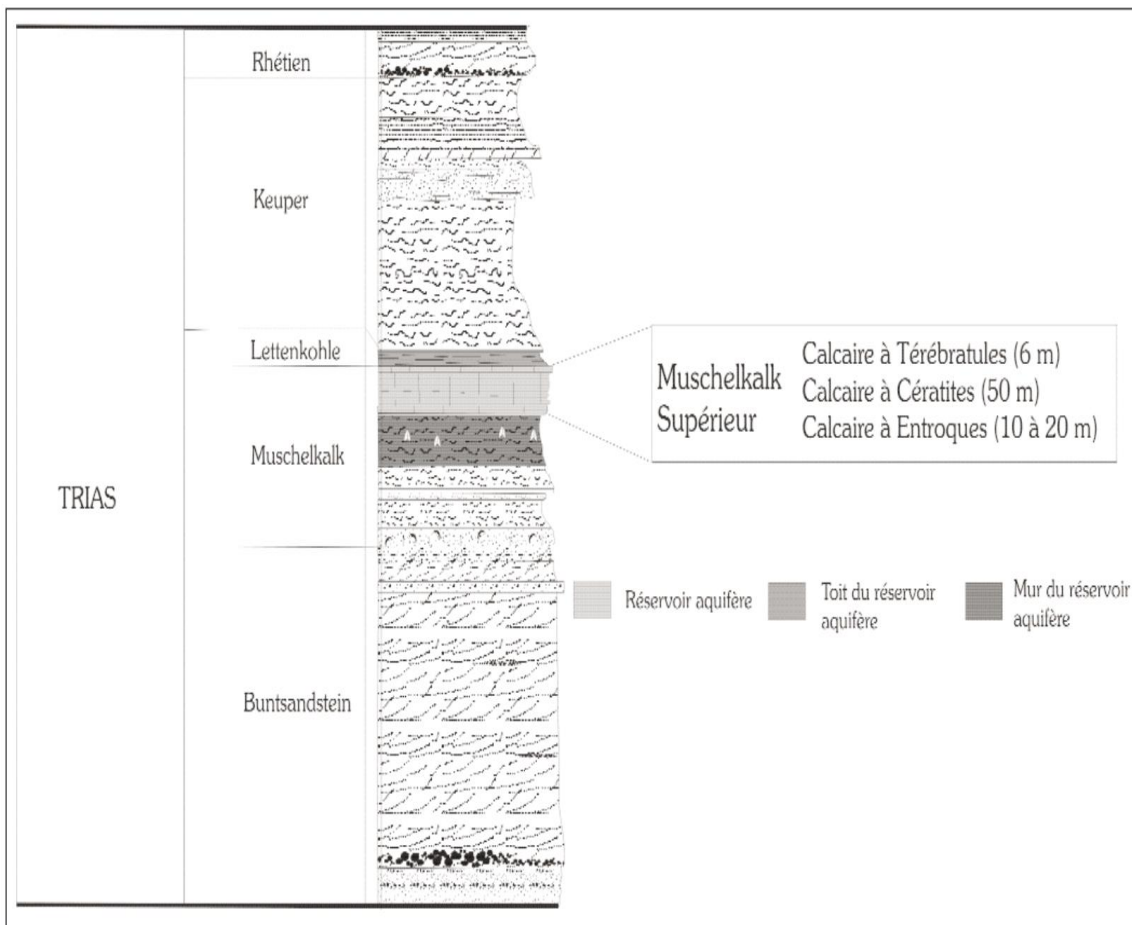 Rhétien
Keuper
Lettenkohle
Muschelkalk
TRIAS
Buntsandstein
Muschelkalk
Supérieur
Calcaire à Térébratules (6 m)
Calcaire à Cératites (50 m)
Calcaire à Entroques (10 à 20 m)
Réservoir aquifère
Toit du réservoir
aquifère
Mur du réservoir
aquifère